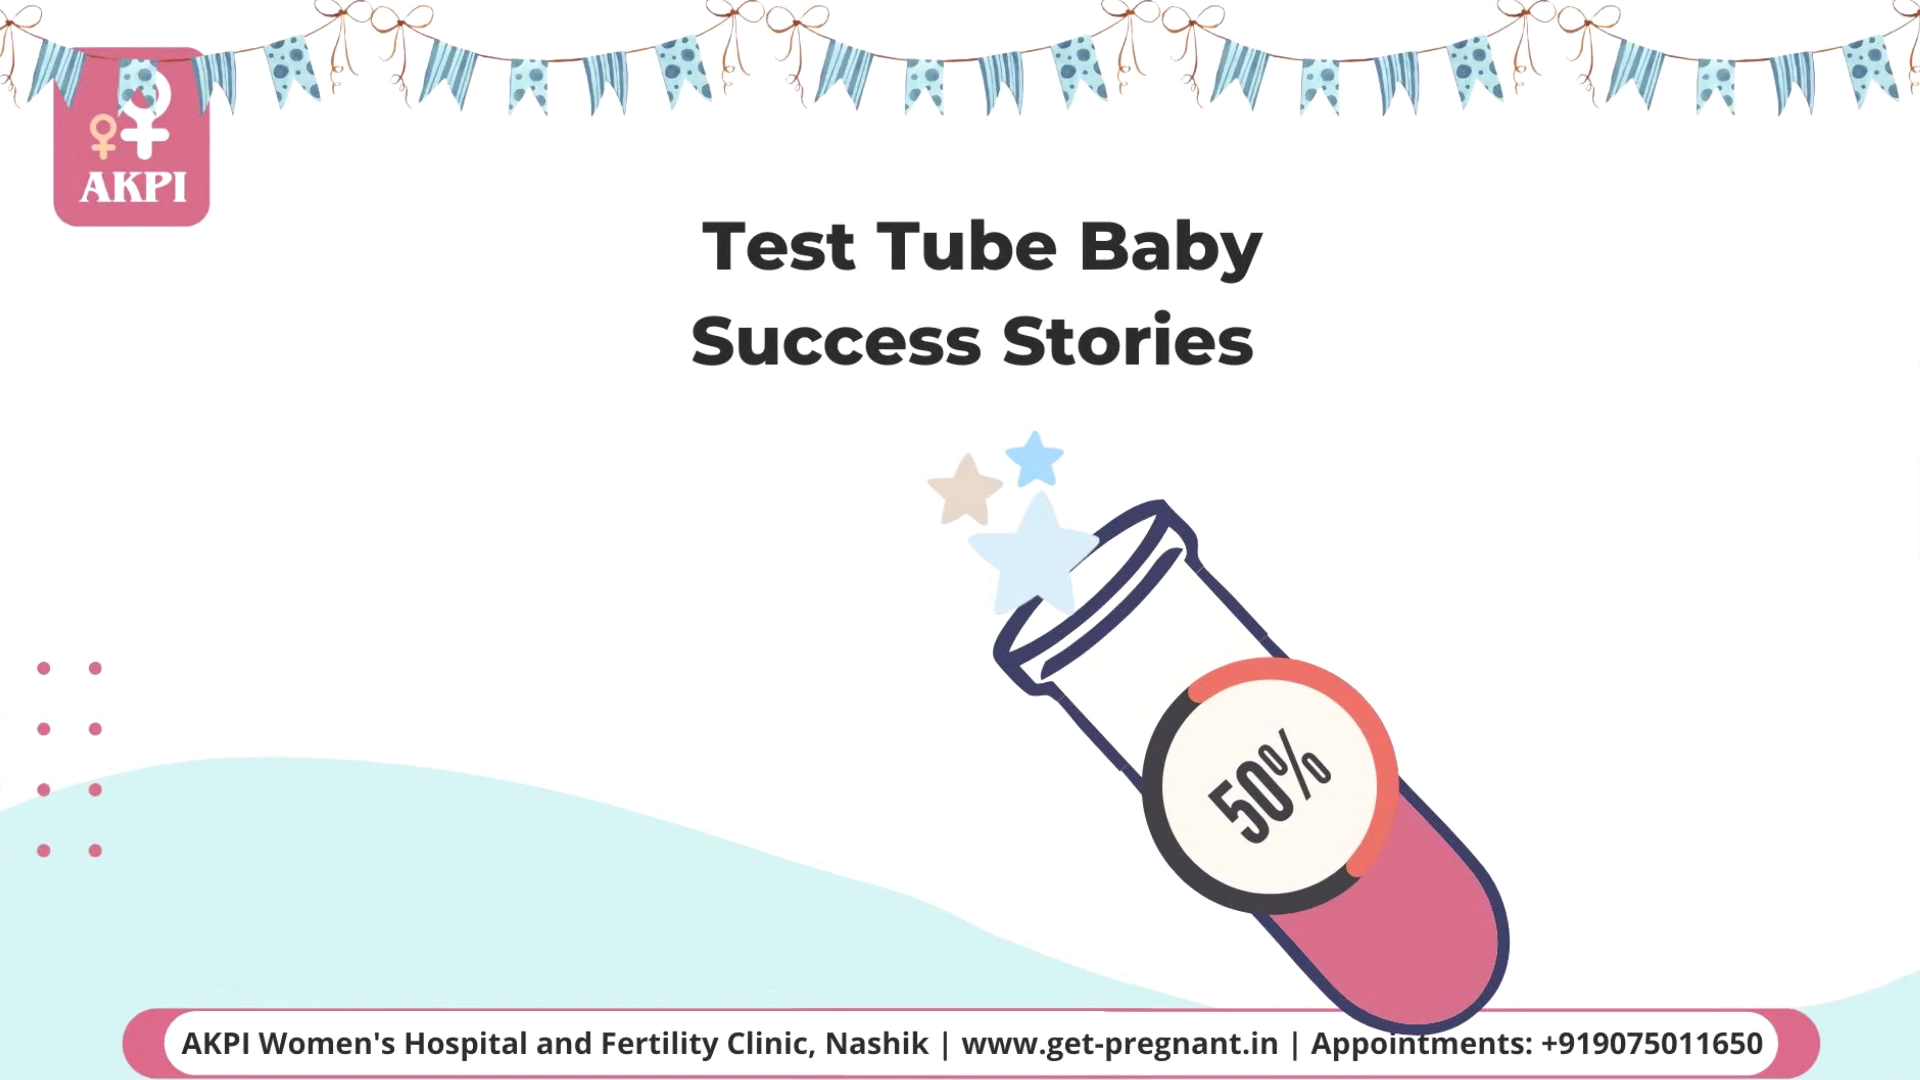 AKPI
Test Tube Baby
Success Stories
50%
AKPI Women's Hospital and Fertility Clinic, Nashik | www.get-pregnant.in | Appointments: +919075011650